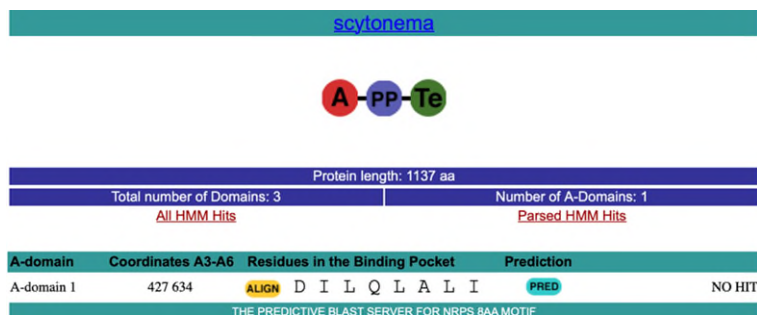 scytonema
A PP Te
Protein length: 1137 aa
Total number of Domains: 3 Number of A-Domains: 1
All HMM Hits Parsed HMM Hits
A-domain Coordinates A3-A6 Residues in the Binding Pocket Prediction
A-domain 1 427 634 ALIGN D I L Q L A L I PRED NO HIT
THE PREDICTIVE BLAST SERVER FOR NRPS 8AA MOTIF